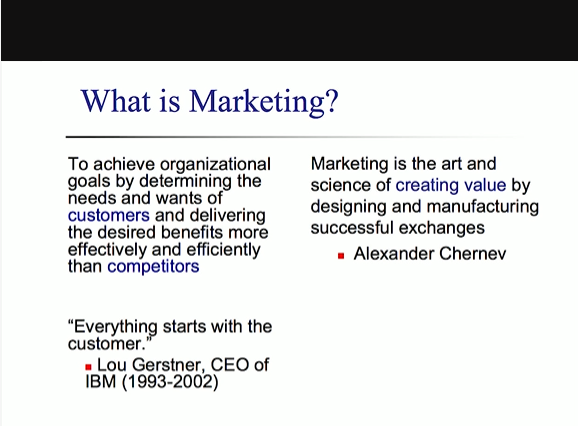 What is Marketing?
To achieve organizational
goals by determining the
needs and wants of
customers and delivering
the desired benefits more
effectively and efficiently
than competitors
“Everything starts with the
customer.”
Lou Gerstner, CEO of
IBM (1993-2002)
Marketing is the art and
science of creating value by
designing and manufacturing
successful exchanges
Alexander Chernev